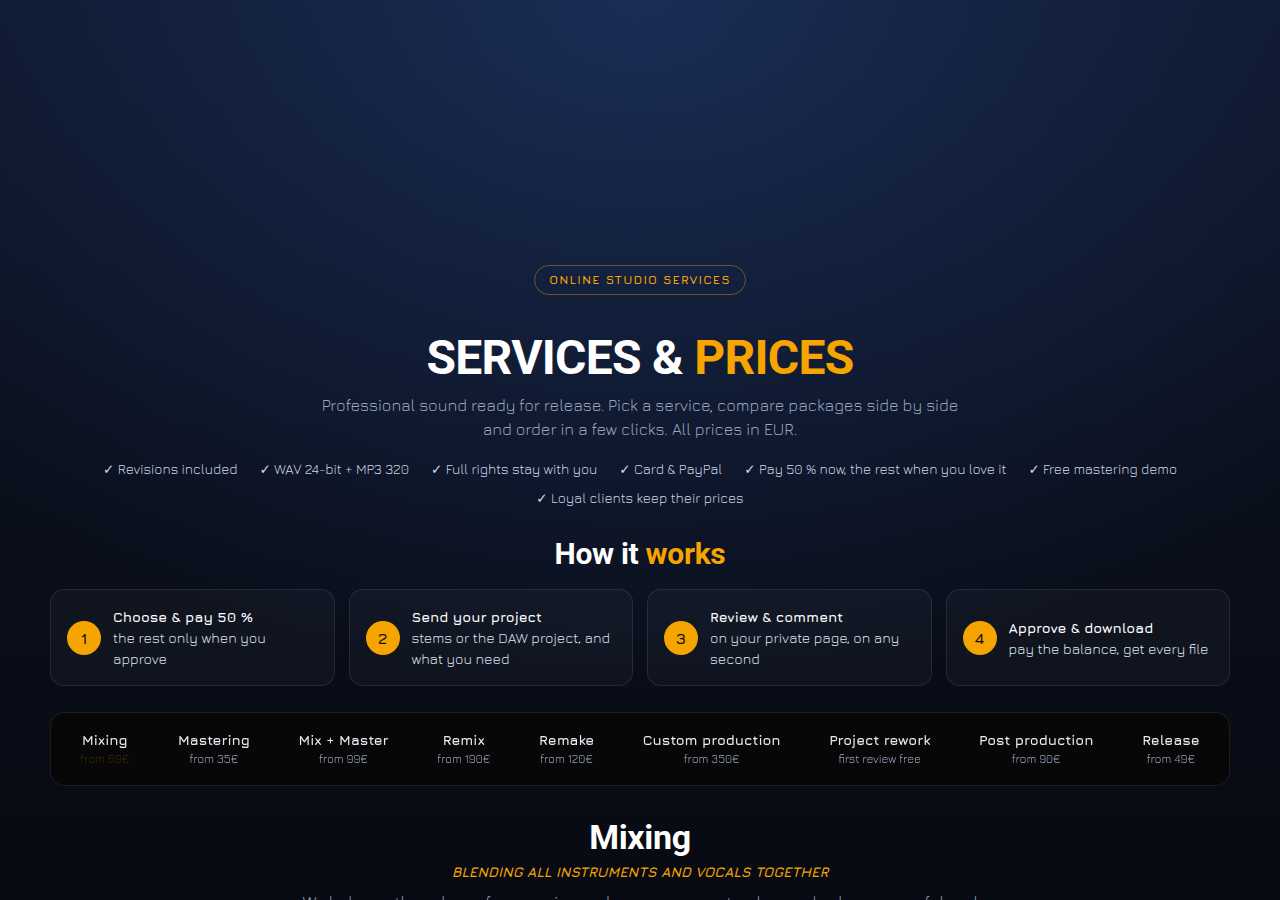 ONLINE STUDIO SERVICES
SERVICES & PRICES
Professional sound ready for release. Pick a service, compare packages side by side
and order in a few clicks. All prices in EUR.
✓ Revisions included ✓ WAV 24-bit + MP3 320 ✓ Full rights stay with you ✓ Card & PayPal ✓ Pay 50 % now, the rest when you love it ✓ Free mastering demo
✓ Loyal clients keep their prices
How it works
1 Choose & pay 50 %
the rest only when you
approve
2 Send your project
stems or the DAW project, and
what you need
3 Review & comment
on your private page, on any
second
4 Approve & download
pay the balance, get every file
Mixing Mastering Mix + Master Remix Remake Custom production Project rework Post production Release
from 35€ from 99€ from 190€ from 120€ from 350€ first review free from 90€ from 49€
Mixing
BLENDING ALL INSTRUMENTS AND VOCALS TOGETHER